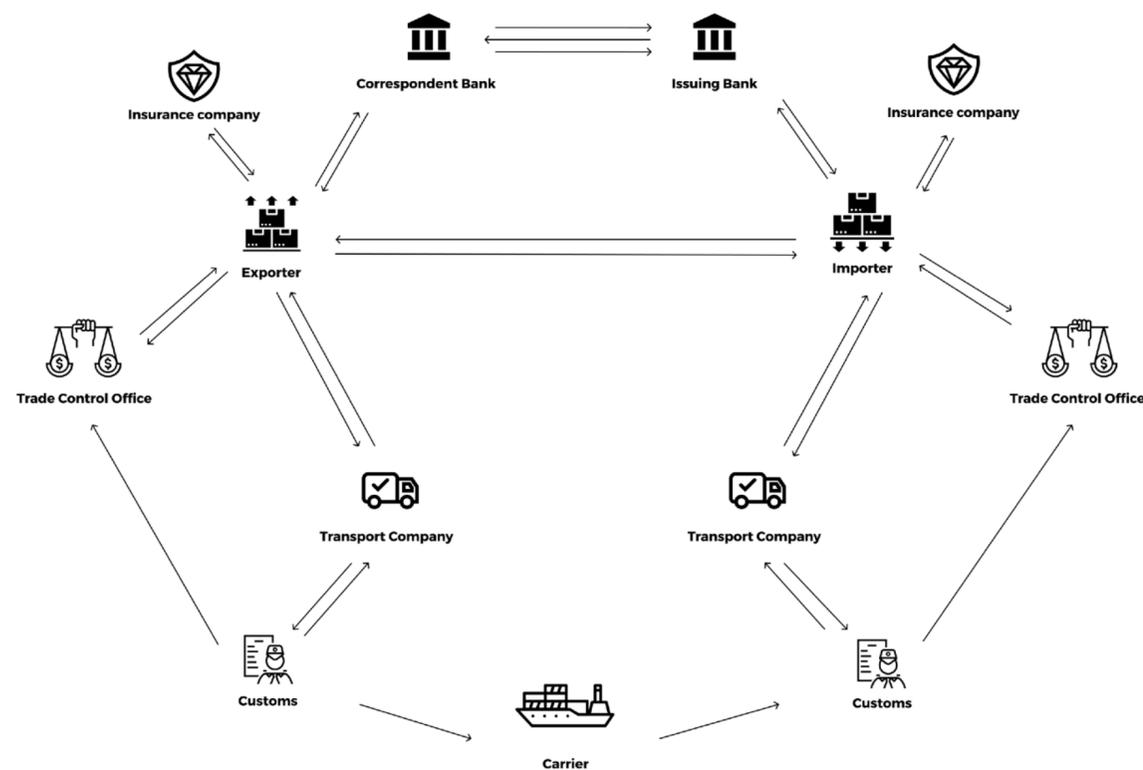 Correspondent Bank
Issuing Bank
Insurance company
Insurance company
Exporter
Importer
Trade Control Office
Trade Control Office
Transport Company
Transport Company
Customs
Customs
Carrier